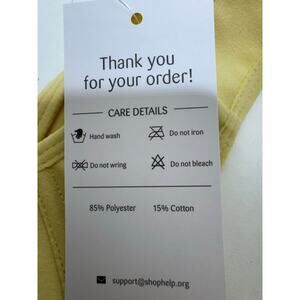 Thank you
for your order!
CARE DETAILS
Hand wash
Do not iron
Do not wring
Do not bleach
85% Polyester 15% Cotton
support@shophelp.org